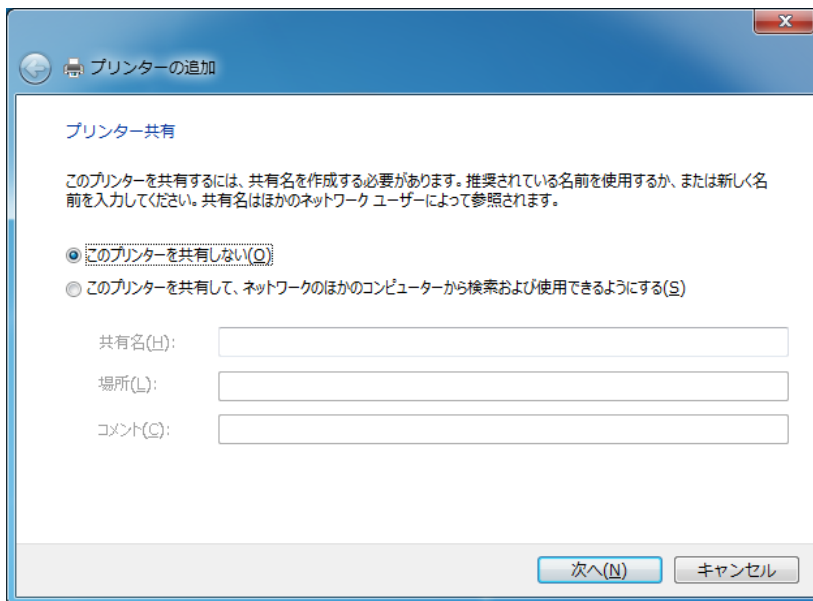 プリンターの追加
プリンター共有
このプリンターを共有するには、共有名を作成する必要があります。推奨されている名前を使用するか、または新しく名
前を入力してください。共有名はほかのネットワーク ユーザーによって参照されます。
このプリンターを共有しない(O)
このプリンターを共有して、ネットワークのほかのコンピューターから検索および使用できるようにする(S)
共有名(H):
場所(L):
コメント(C):
次へ(N) キャンセル